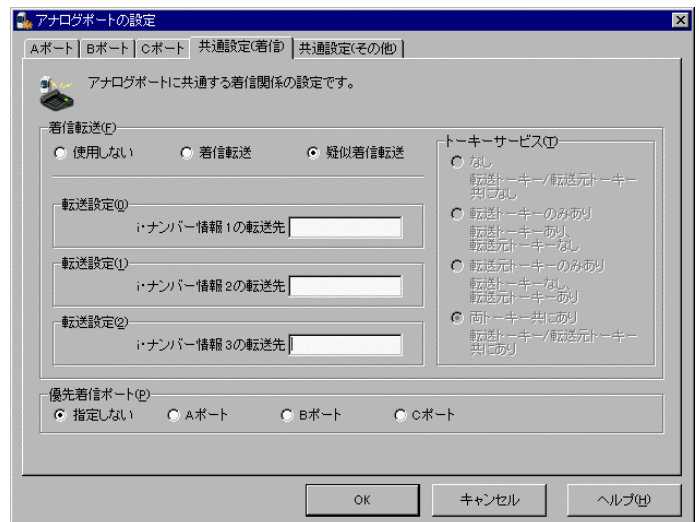 アナログポートの設定
Aポート
Bポート
Cポート
共通設定(着信)
共通設定(その他)
アナログポートに共通する着信関係の設定です。
着信転送(F)
使用しない
着信転送
疑似着信転送
転送設定(0)
i・ナンバー情報1の転送先
転送設定(1)
i・ナンバー情報2の転送先
転送設定(2)
i・ナンバー情報3の転送先
トーキーサービス(T)
なし
転送トーキー/転送元トーキー
共になし
転送トーキーのみあり
転送トーキーあり、
転送元トーキーなし
転送元トーキーのみあり
転送トーキーなし、
転送元トーキーあり
両トーキー共にあり
転送トーキー/転送元トーキー
共にあり
優先着信ポート(P)
指定しない
Aポート
Bポート
Cポート
OK
キャンセル
ヘルプ(H)